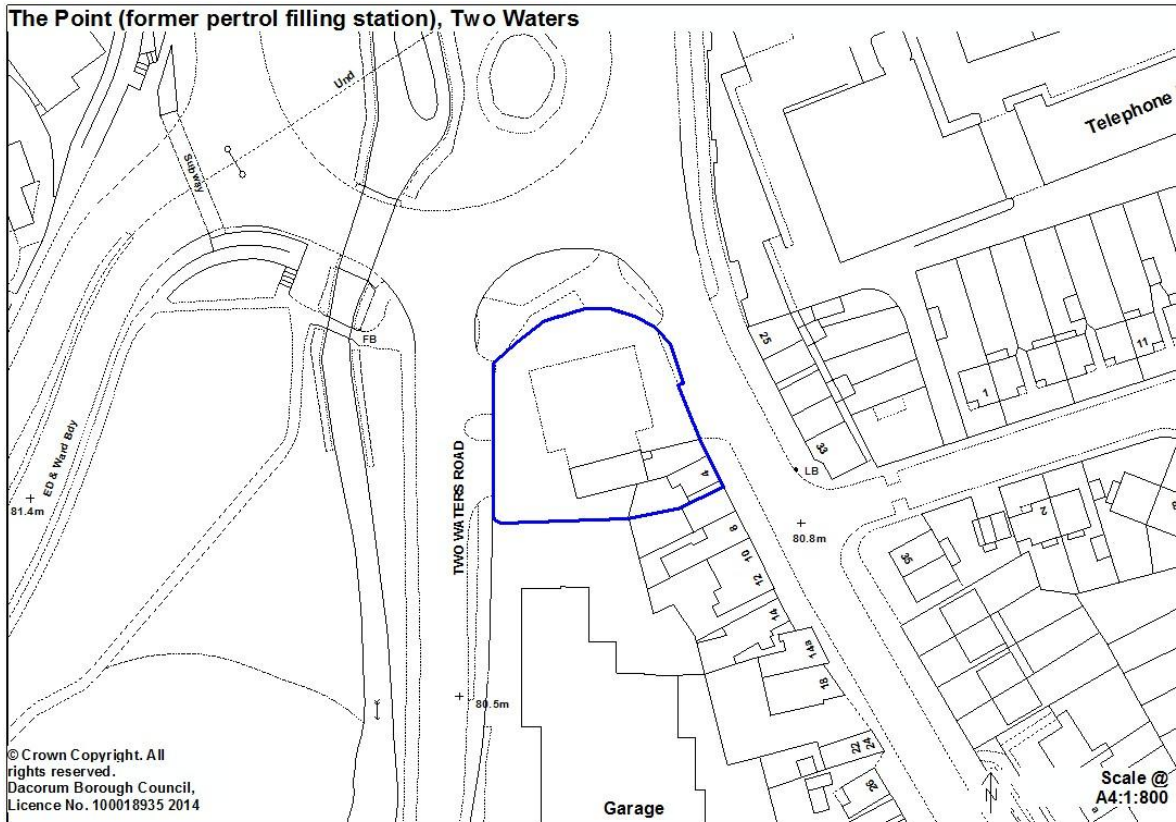 The Point (former pertrol filling station), Two Waters
Und
Subway
Telephone
FB
25
11
1
33
LB
ED & Ward Bdy
81.4m
TWO WATERS ROAD
4
80.8m
2
35
8
10
12
14
14a
18
80.5m
22
24
26
Garage
N
© Crown Copyright. All
rights reserved.
Dacorum Borough Council,
Licence No. 100018935 2014
Scale @
A4:1:800